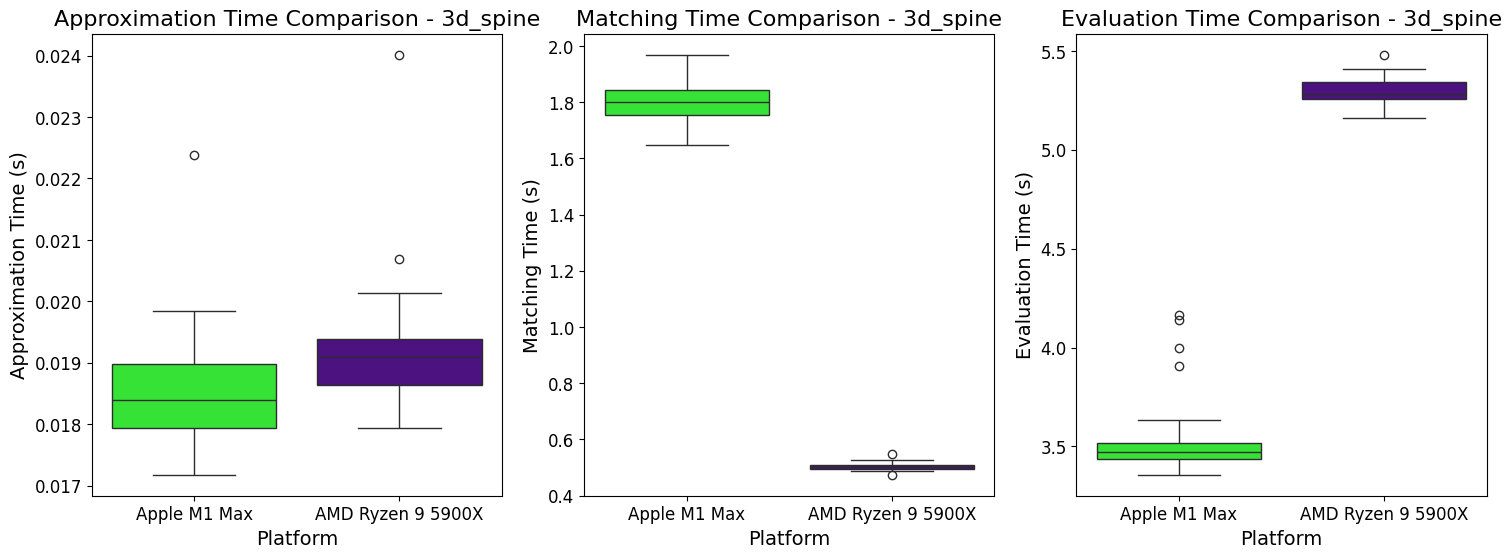 Approximation Time Comparison - 3d_spine
Approximation Time (s)
0.024
0.023
0.022
0.021
0.020
0.019
0.018
0.017
Apple M1 Max
AMD Ryzen 9 5900X
Platform
Matching Time Comparison - 3d_spine
Matching Time (s)
2.0
1.8
1.6
1.4
1.2
1.0
0.8
0.6
0.4
Apple M1 Max
AMD Ryzen 9 5900X
Platform
Evaluation Time Comparison - 3d_spine
Evaluation Time (s)
5.5
5.0
4.5
4.0
3.5
Apple M1 Max
AMD Ryzen 9 5900X
Platform